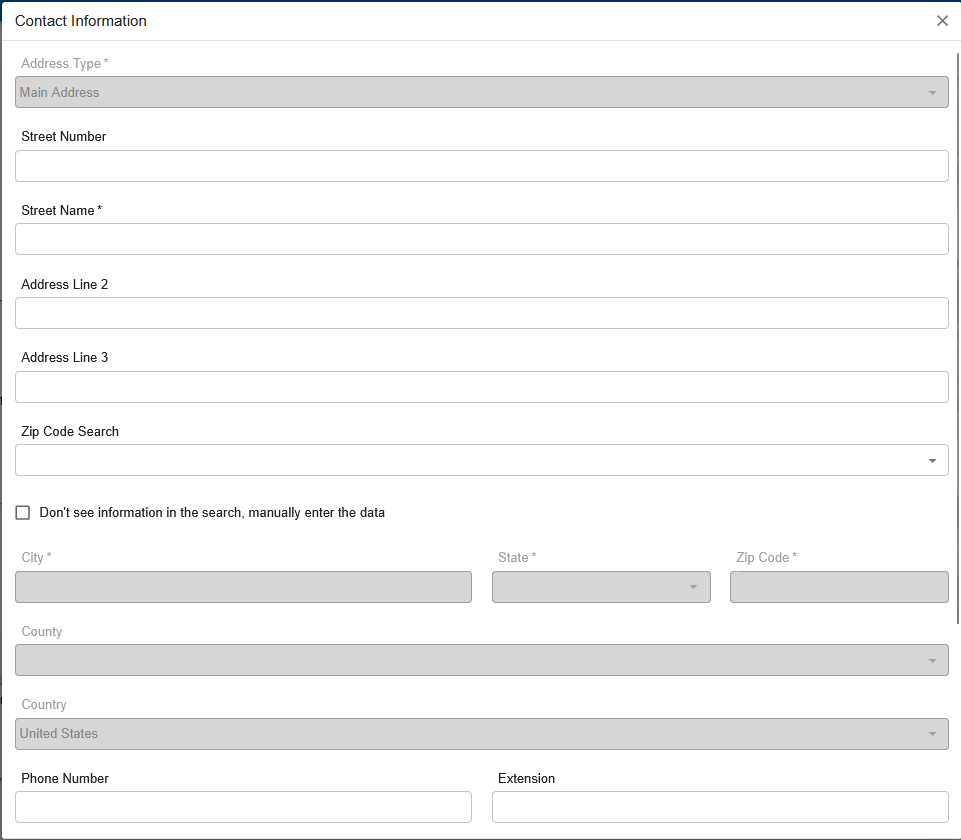 Contact Information
Address Type *
Main Address
Street Number
Street Name *
Address Line 2
Address Line 3
Zip Code Search
Don't see information in the search, manually enter the data
City * State * Zip Code *
County
Country
United States
Phone Number Extension